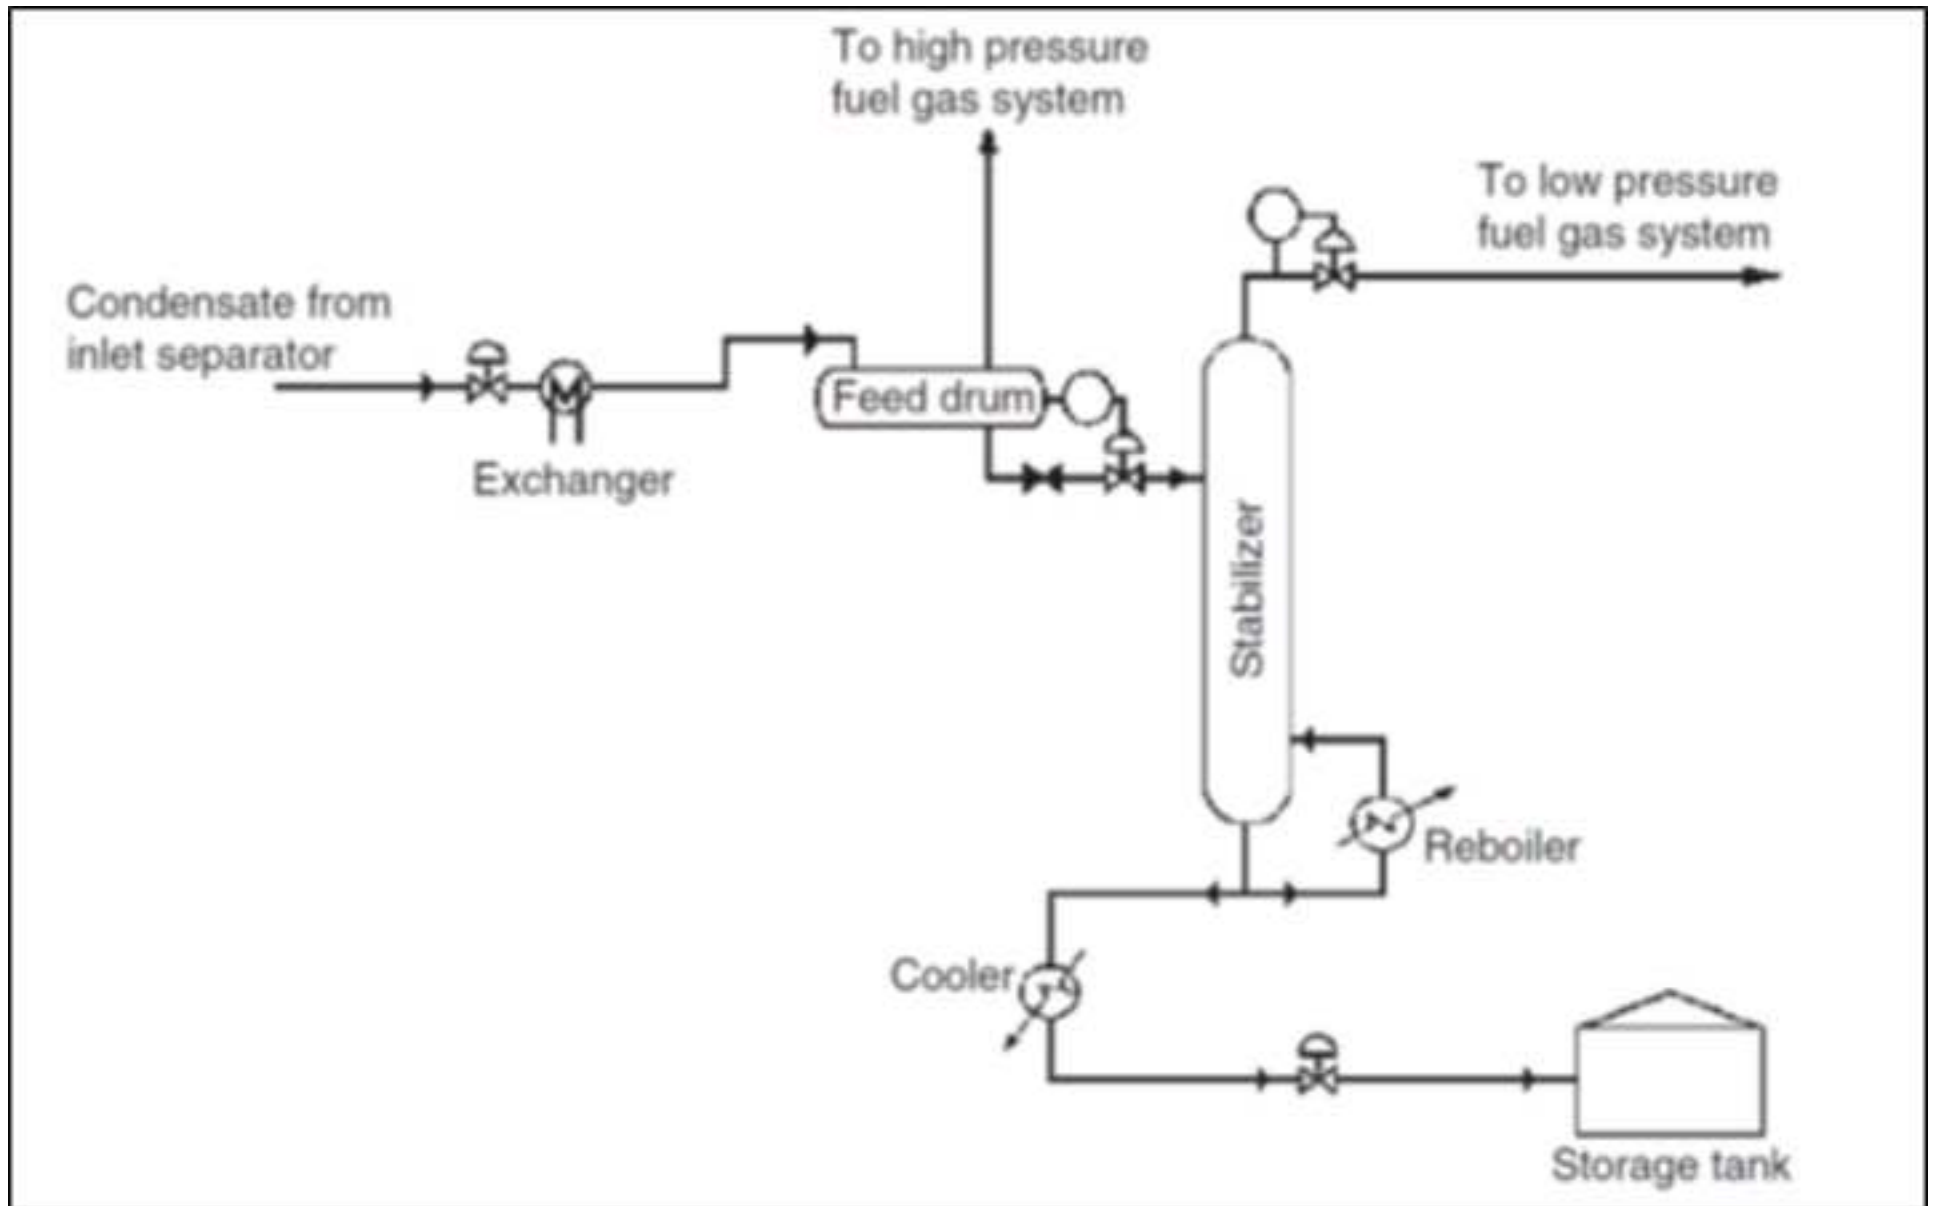 To high pressure
fuel gas system
To low pressure
fuel gas system
Condensate from
inlet separator
Feed drum
Exchanger
Stabilizer
Reboiler
Cooler
Storage tank